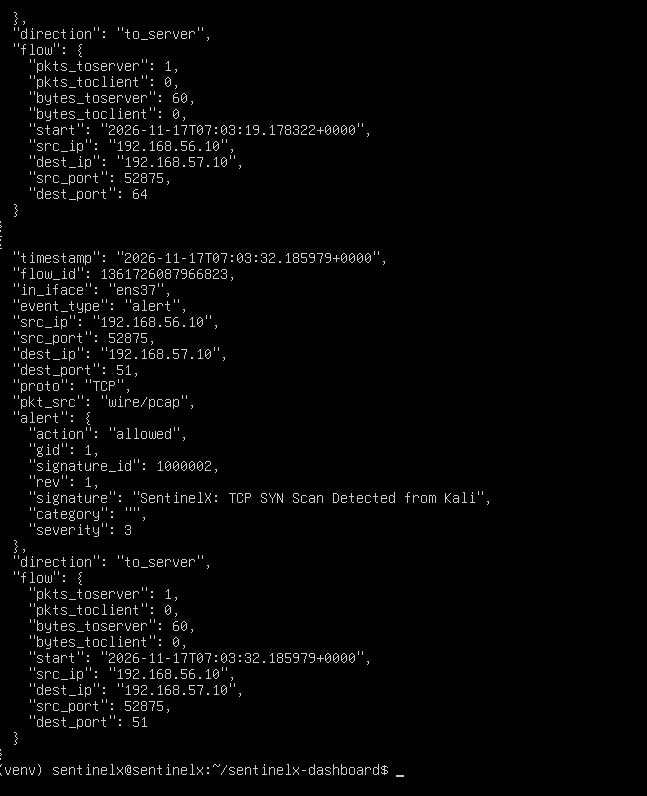 },
  "direction": "to_server",
  "flow": {
    "pkts_toserver": 1,
    "pkts_toclient": 0,
    "bytes_toserver": 60,
    "bytes_toclient": 0,
    "start": "2026-11-17T07:03:19.178322+0000",
    "src_ip": "192.168.56.10",
    "dest_ip": "192.168.57.10",
    "src_port": 52875,
    "dest_port": 64
  }
}
{
  "timestamp": "2026-11-17T07:03:32.185979+0000",
  "flow_id": 1361726087966823,
  "in_iface": "ens37",
  "event_type": "alert",
  "src_ip": "192.168.56.10",
  "src_port": 52875,
  "dest_ip": "192.168.57.10",
  "dest_port": 51,
  "proto": "TCP",
  "pkt_src": "wire/pcap",
  "alert": {
    "action": "allowed",
    "gid": 1,
    "signature_id": 1000002,
    "rev": 1,
    "signature": "SentinelX: TCP SYN Scan Detected from Kali",
    "category": "",
    "severity": 3
  },
  "direction": "to_server",
  "flow": {
    "pkts_toserver": 1,
    "pkts_toclient": 0,
    "bytes_toserver": 60,
    "bytes_toclient": 0,
    "start": "2026-11-17T07:03:32.185979+0000",
    "src_ip": "192.168.56.10",
    "dest_ip": "192.168.57.10",
    "src_port": 52875,
    "dest_port": 51
  }
}
(venv) sentinelx@sentinelx:~/sentinelx-dashboard$ _